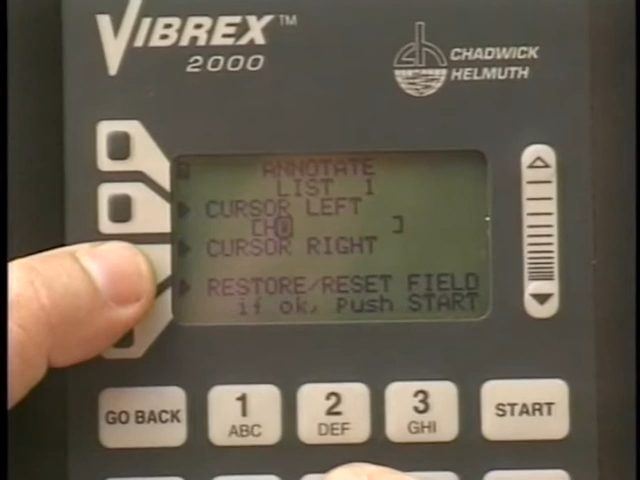 VIBREX™
2000
CHADWICK
HELMUTH
ANNOTATE
LIST 1
CURSOR LEFT
[HO ]
CURSOR RIGHT
RESTORE/RESET FIELD
if ok, Push START
GO BACK
1
ABC
2
DEF
3
GHI
START